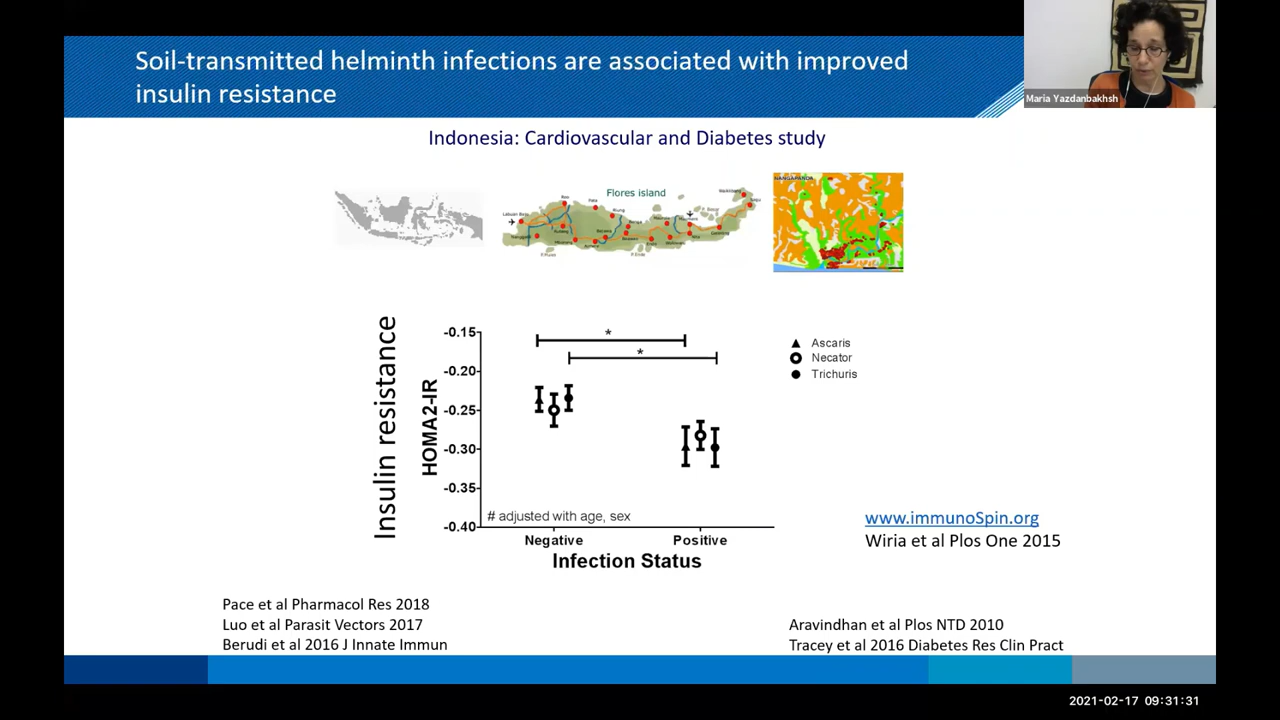 Soil-transmitted helminth infections are associated with improved
insulin resistance
Maria Yazdanbakhsh
Indonesia: Cardiovascular and Diabetes study
Flores island
Labuan Bajo
NANGAPANDA
Insulin resistance
HOMA2-IR
-0.15
-0.20
-0.25
-0.30
-0.35
-0.40
*
*
# adjusted with age, sex
Negative
Positive
Infection Status
Ascaris
Necator
Trichuris
www.immunoSpin.org
Wiria et al Plos One 2015
Pace et al Pharmacol Res 2018
Luo et al Parasit Vectors 2017
Berudi et al 2016 J Innate Immun
Aravindhan et al Plos NTD 2010
Tracey et al 2016 Diabetes Res Clin Pract
2021-02-17 09:31:31